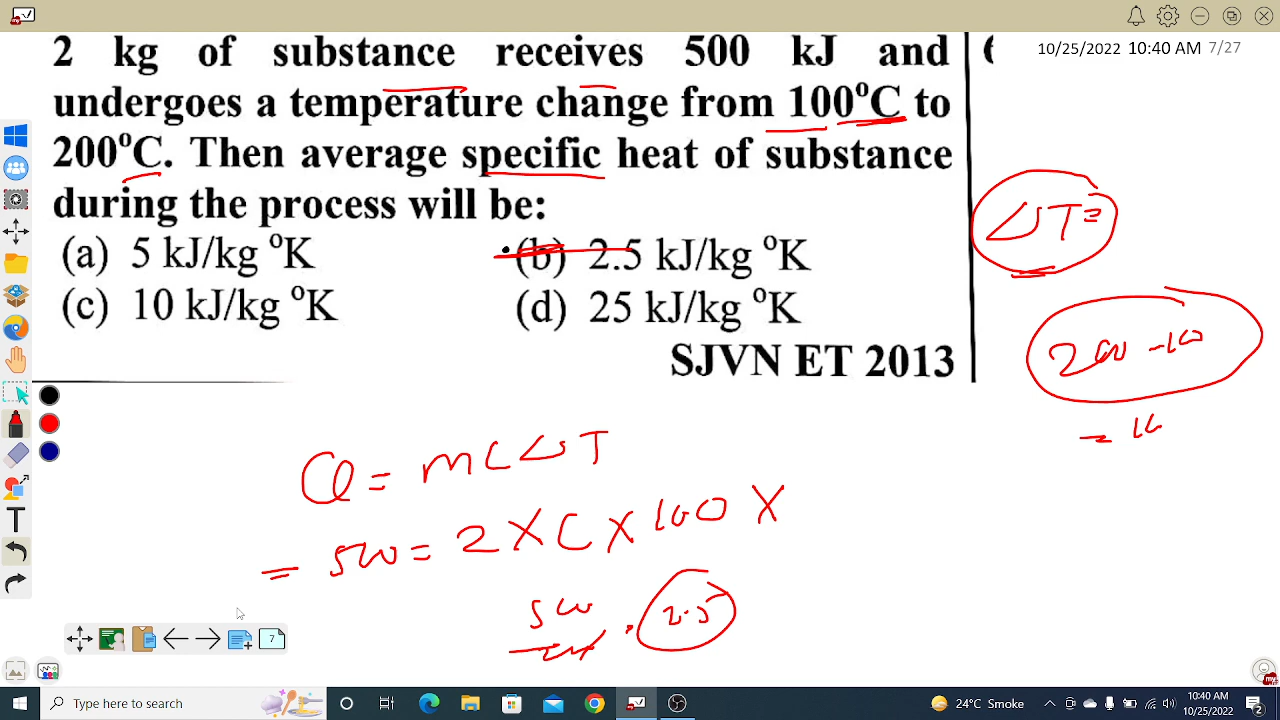 10/25/2022 10:40 AM 7/27
2 kg of substance receives 500 kJ and
undergoes a temperature change from 100°C to
200°C. Then average specific heat of substance
during the process will be:
(a) 5 kJ/kg °K
(b) 2.5 kJ/kg °K
(c) 10 kJ/kg °K
(d) 25 kJ/kg °K
SJVN ET 2013
ΔT=
Q = mCΔT
= 500 = 2 X C X 100 X
2.5
7
Type here to search
24°C Smoke
10:40 AM
10/25/2022